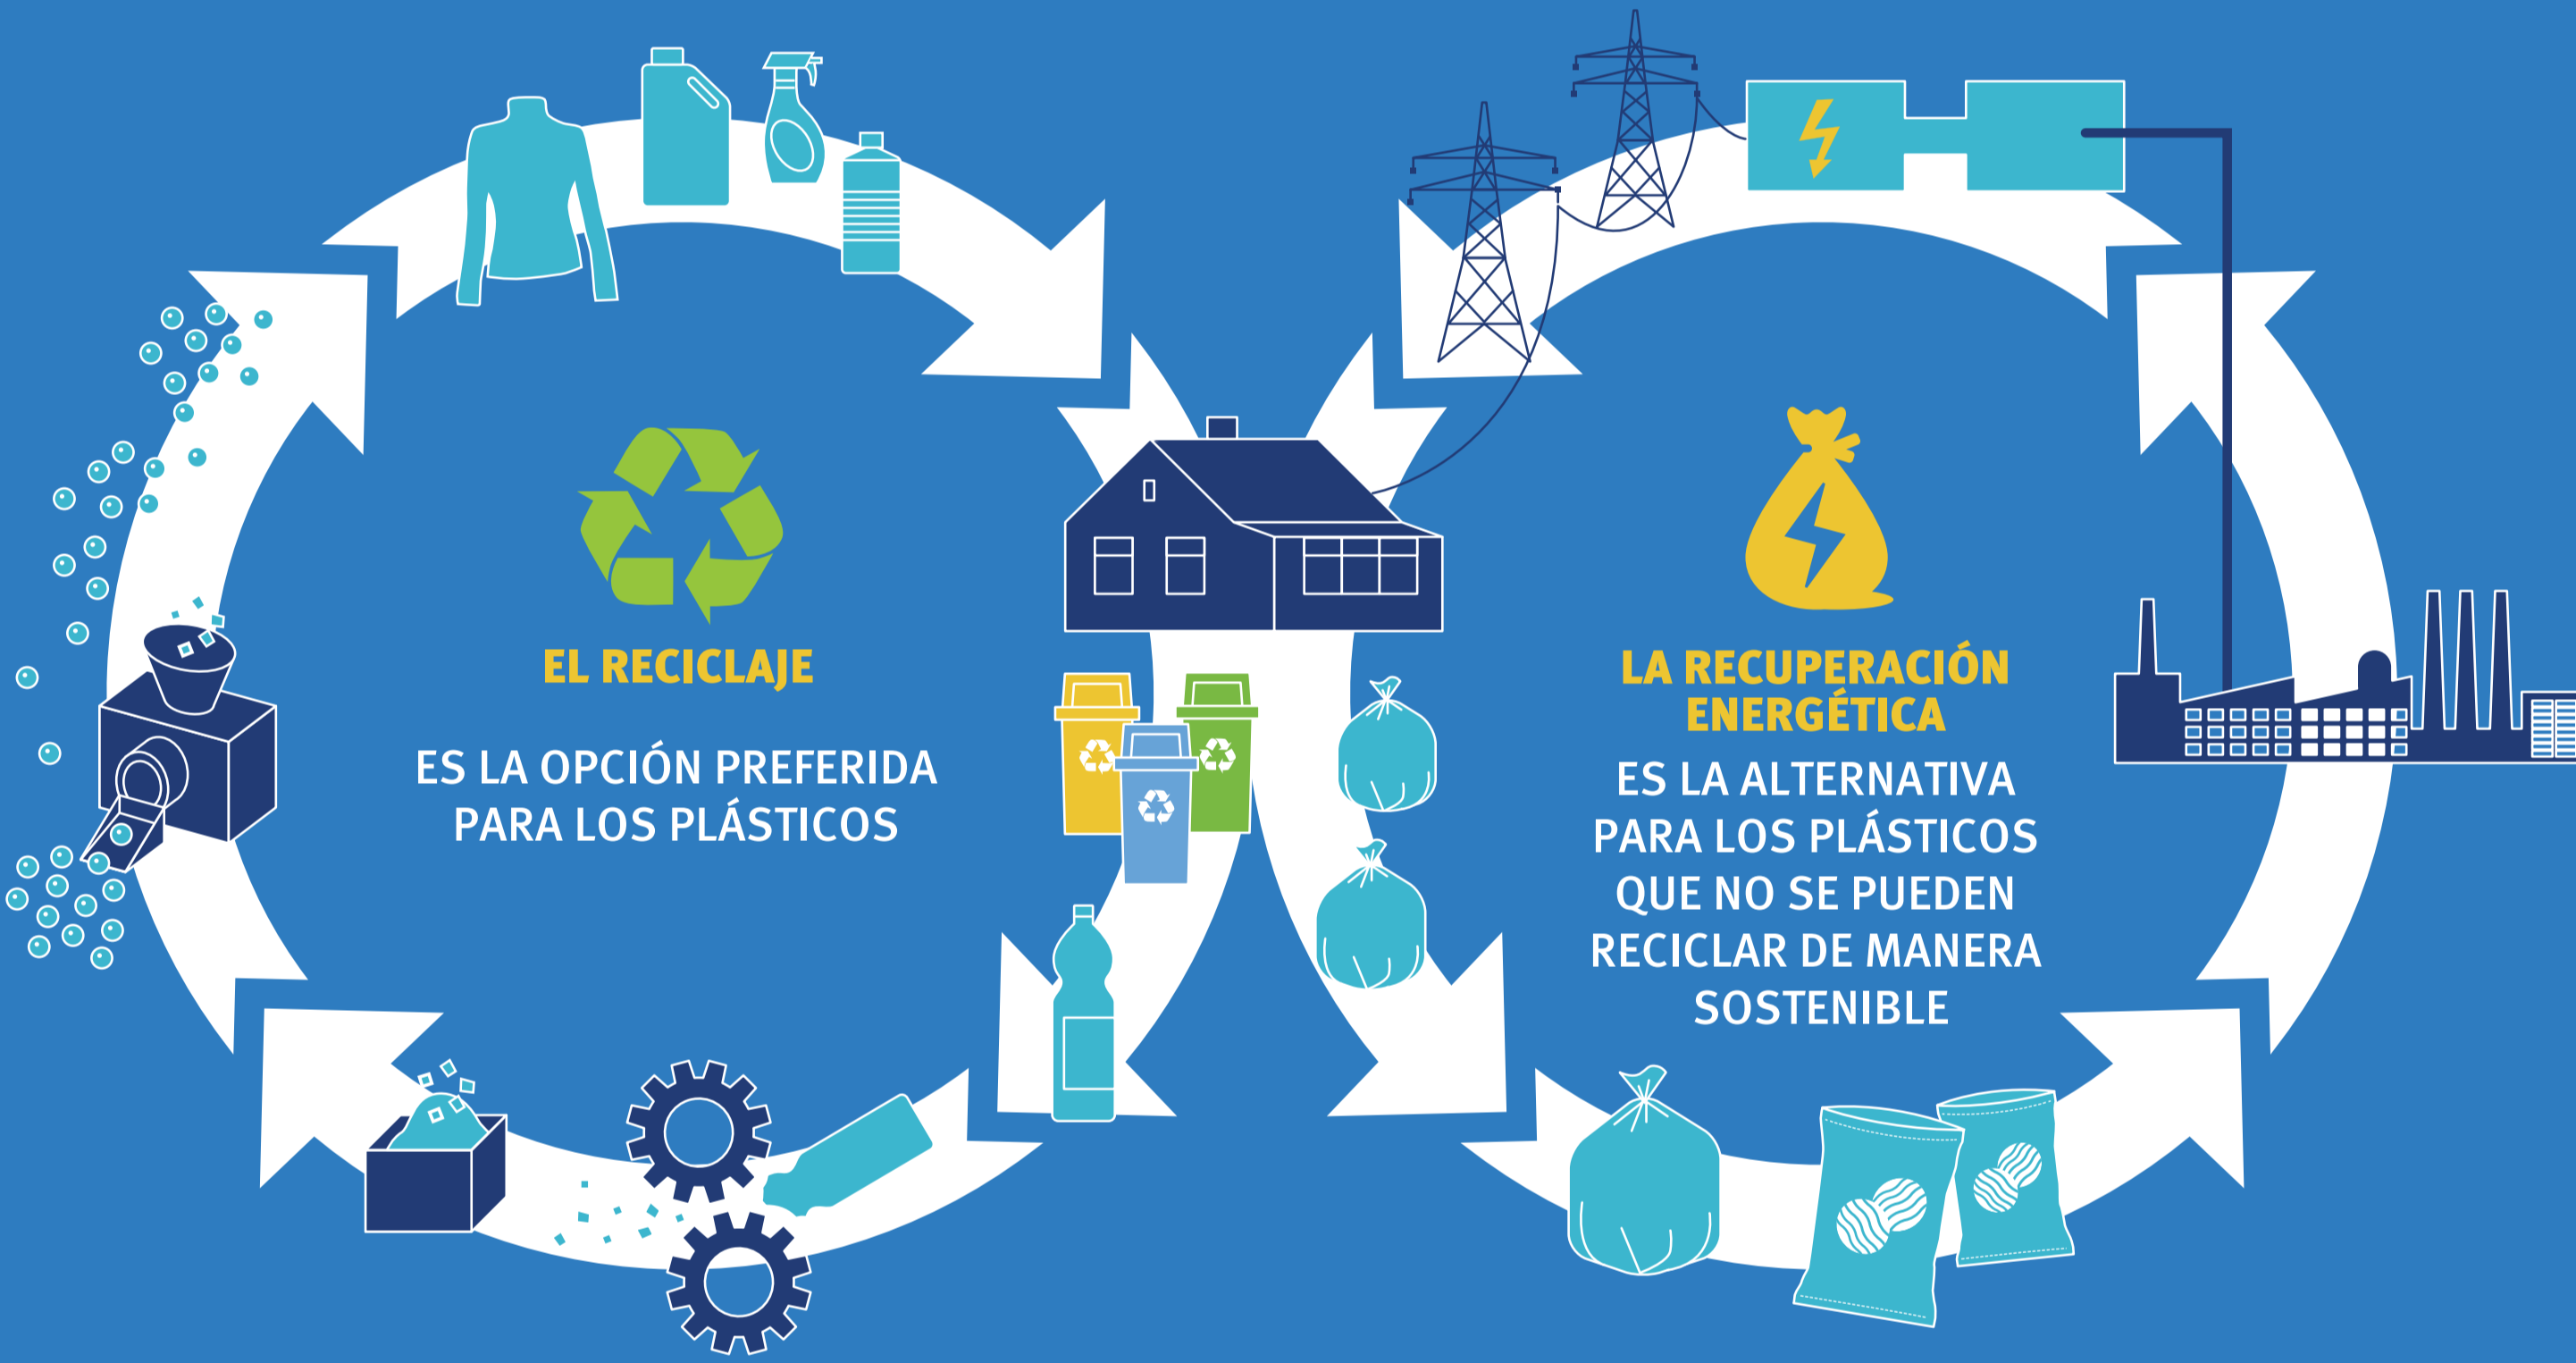 EL RECICLAJE
ES LA OPCIÓN PREFERIDA
PARA LOS PLÁSTICOS
LA RECUPERACIÓN
ENERGÉTICA
ES LA ALTERNATIVA
PARA LOS PLÁSTICOS
QUE NO SE PUEDEN
RECICLAR DE MANERA
SOSTENIBLE